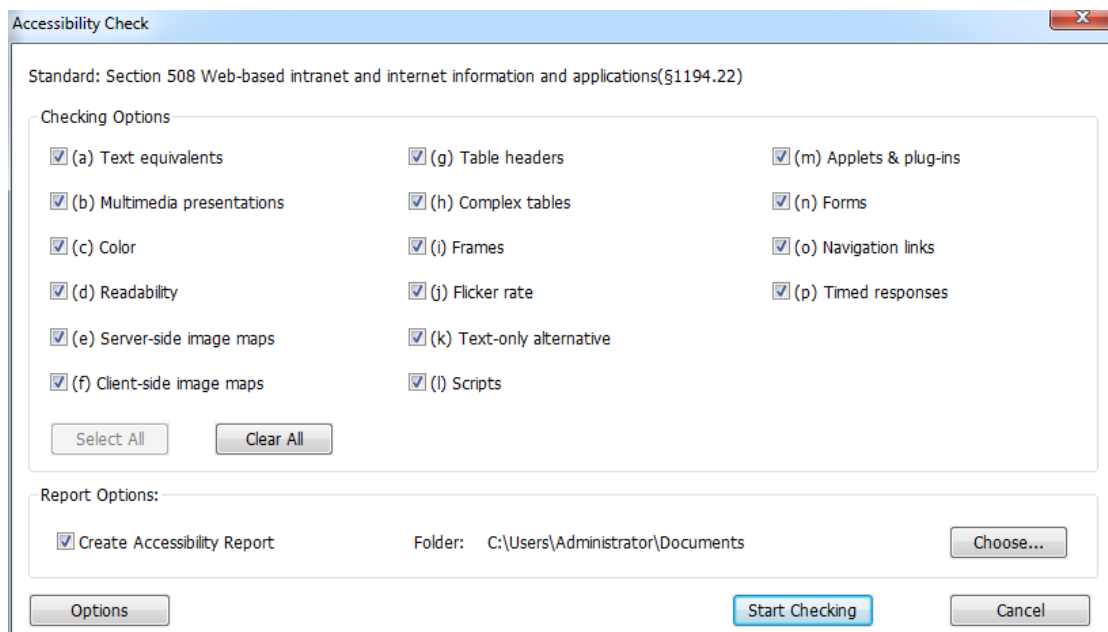 Accessibility Check
Standard: Section 508 Web-based intranet and internet information and applications(§1194.22)
Checking Options
(a) Text equivalents
(b) Multimedia presentations
(c) Color
(d) Readability
(e) Server-side image maps
(f) Client-side image maps
(g) Table headers
(h) Complex tables
(i) Frames
(j) Flicker rate
(k) Text-only alternative
(l) Scripts
(m) Applets & plug-ins
(n) Forms
(o) Navigation links
(p) Timed responses
Select All
Clear All
Report Options:
Create Accessibility Report
Folder: C:\Users\Administrator\Documents
Choose...
Options
Start Checking
Cancel